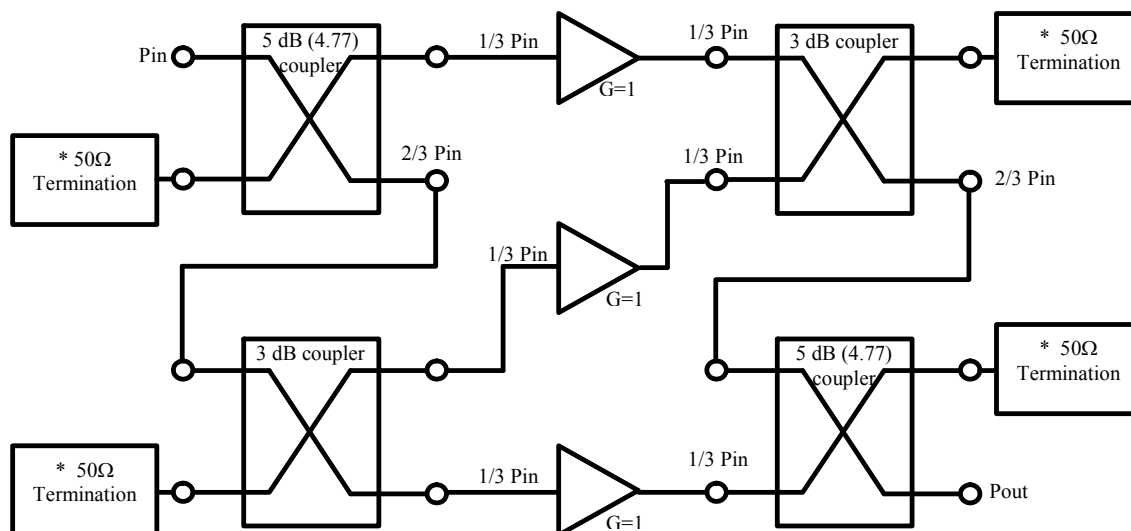 5 dB (4.77)
coupler
1/3 Pin
1/3 Pin
3 dB coupler
* 50Ω
Termination
Pin
G=1
* 50Ω
Termination
2/3 Pin
1/3 Pin
2/3 Pin
1/3 Pin
G=1
3 dB coupler
5 dB (4.77)
coupler
* 50Ω
Termination
* 50Ω
Termination
1/3 Pin
1/3 Pin
Pout
G=1